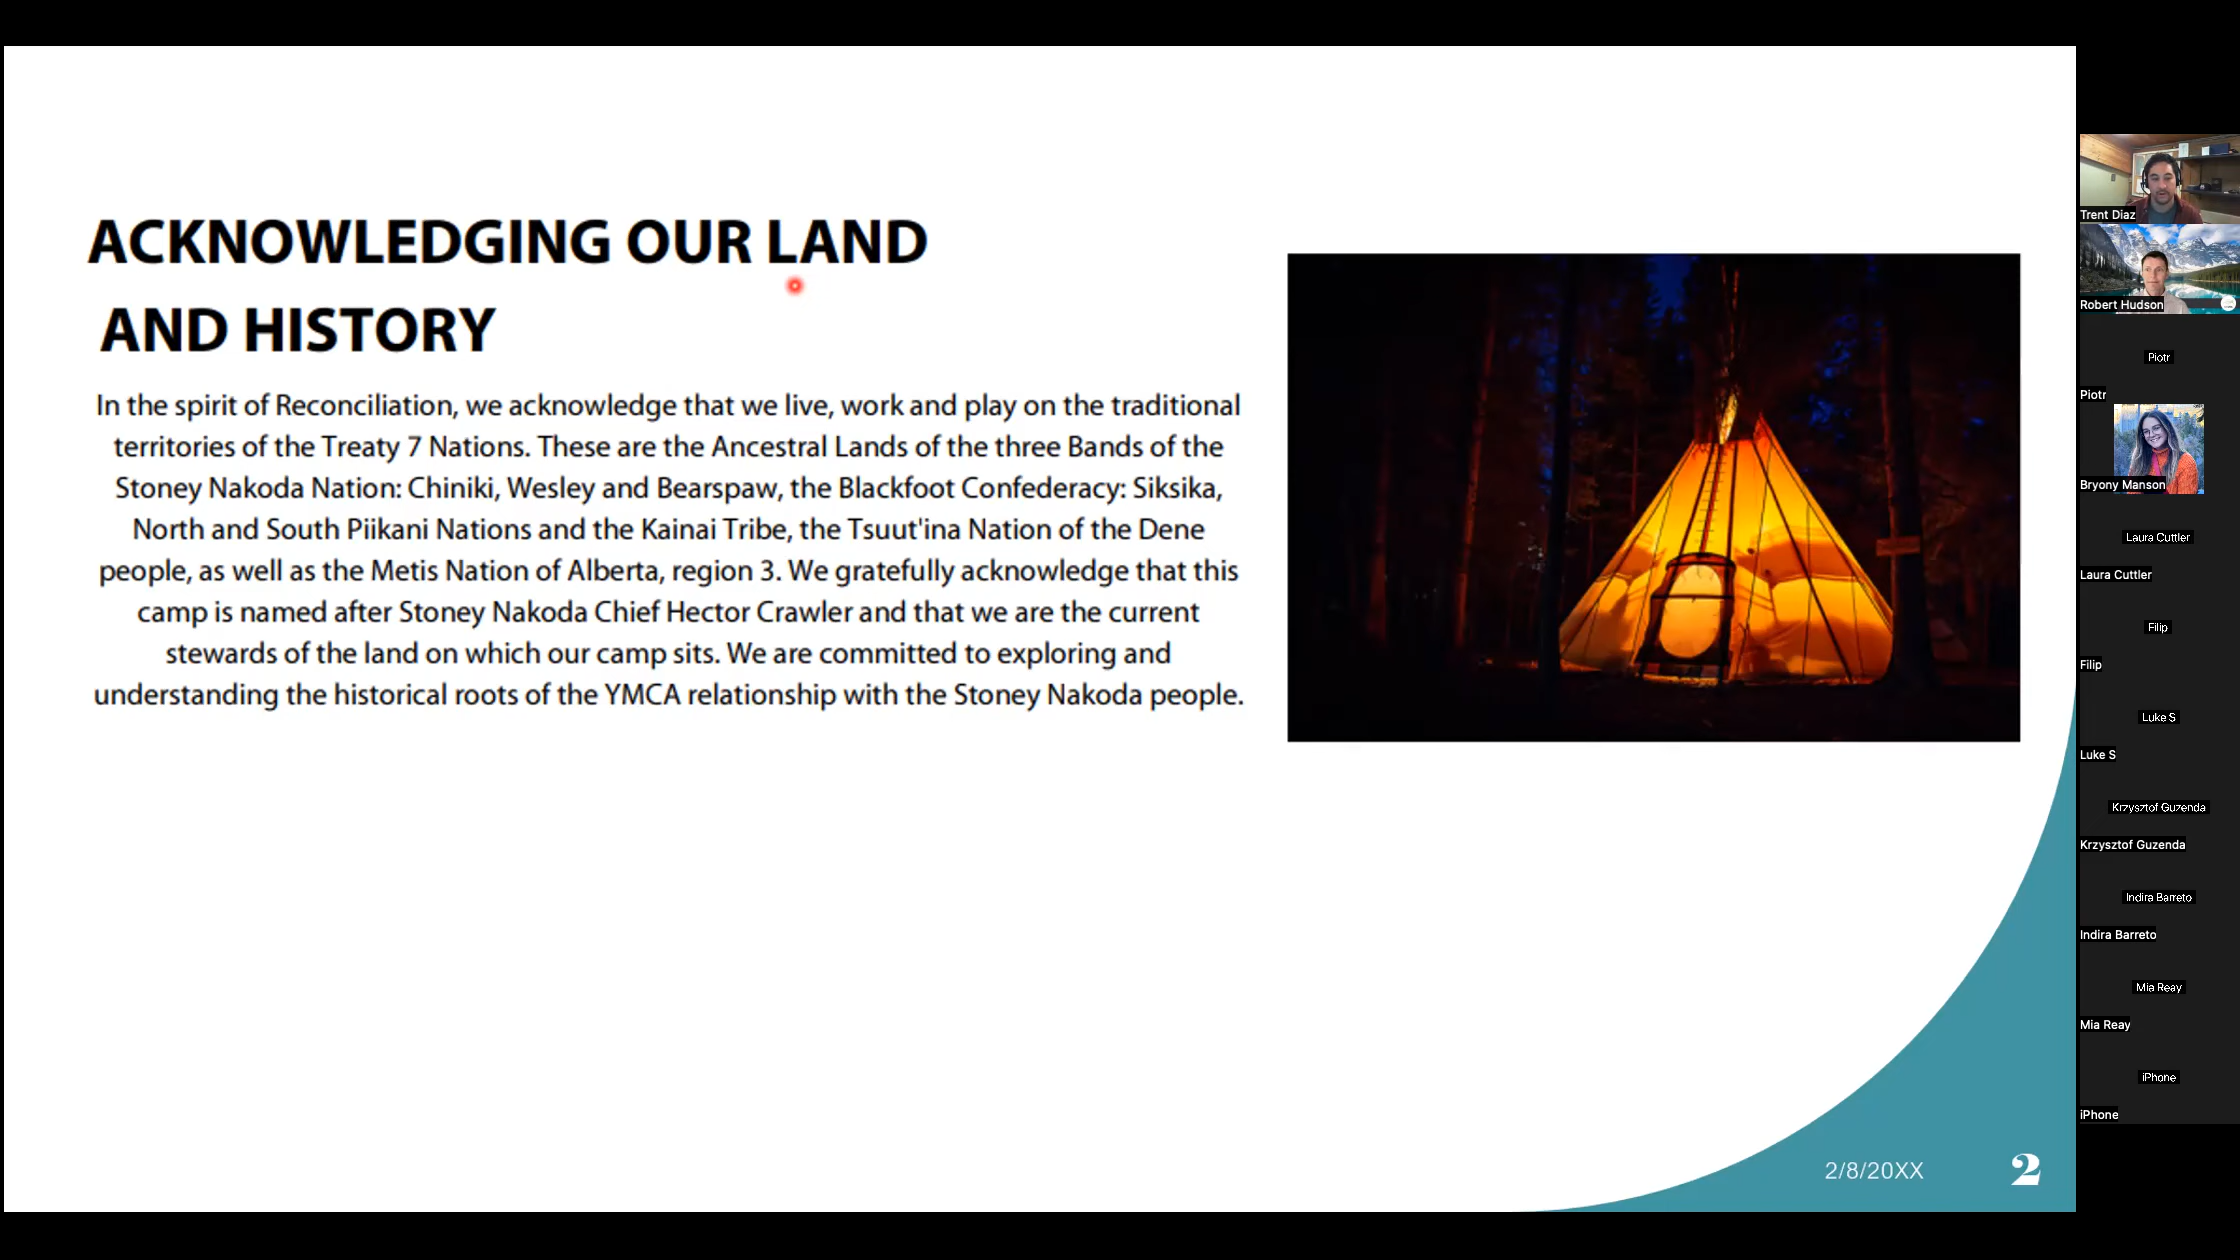 ACKNOWLEDGING OUR LAND
AND HISTORY
In the spirit of Reconciliation, we acknowledge that we live, work and play on the traditional
territories of the Treaty 7 Nations. These are the Ancestral Lands of the three Bands of the
Stoney Nakoda Nation: Chiniki, Wesley and Bearspaw, the Blackfoot Confederacy: Siksika,
North and South Piikani Nations and the Kainai Tribe, the Tsuut'ina Nation of the Dene
people, as well as the Metis Nation of Alberta, region 3. We gratefully acknowledge that this
camp is named after Stoney Nakoda Chief Hector Crawler and that we are the current
stewards of the land on which our camp sits. We are committed to exploring and
understanding the historical roots of the YMCA relationship with the Stoney Nakoda people.
2/8/20XX
2
Trent Diaz
Robert Hudson
Piotr
Piotr
Bryony Manson
Laura Cuttler
Laura Cuttler
Filip
Filip
Luke S
Luke S
Krzysztof Guzenda
Krzysztof Guzenda
Indira Barreto
Indira Barreto
Mia Reay
Mia Reay
iPhone
iPhone